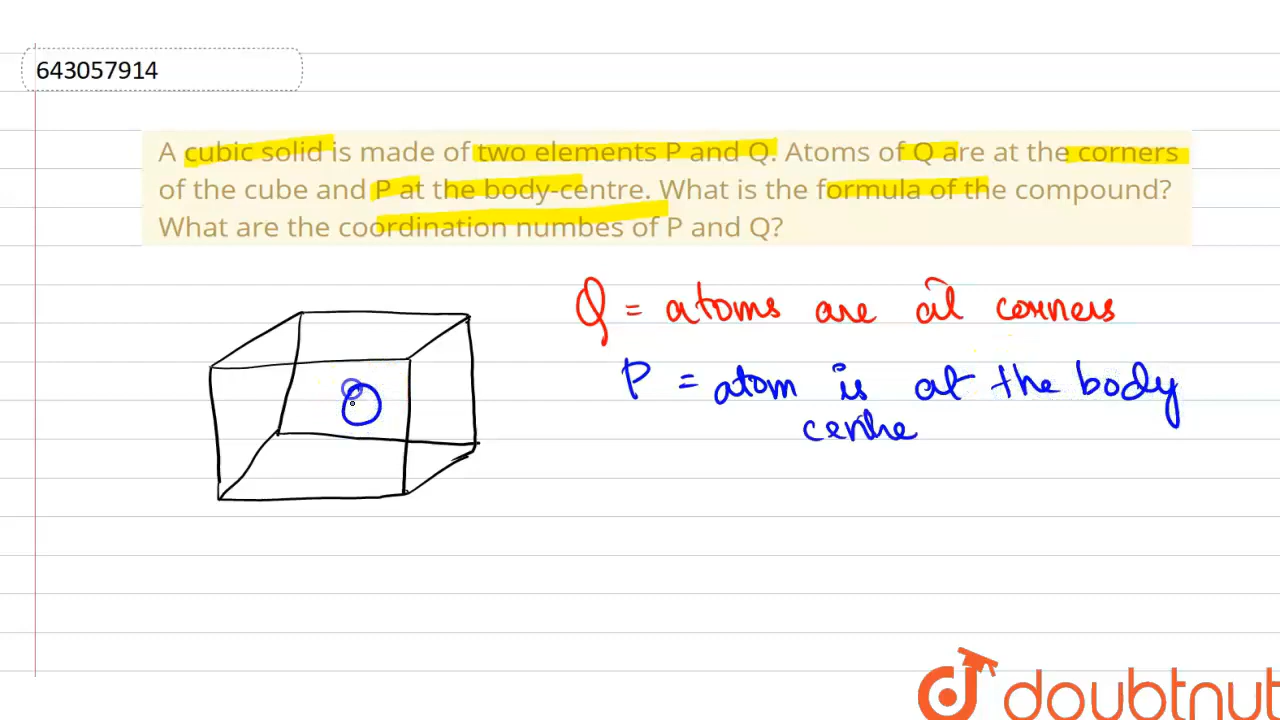 643057914
A cubic solid is made of two elements P and Q. Atoms of Q are at the corners
of the cube and P at the body-centre. What is the formula of the compound?
What are the coordination numbes of P and Q?
Q = atoms are at corners
P = atom is at the body
centre
doubtnut